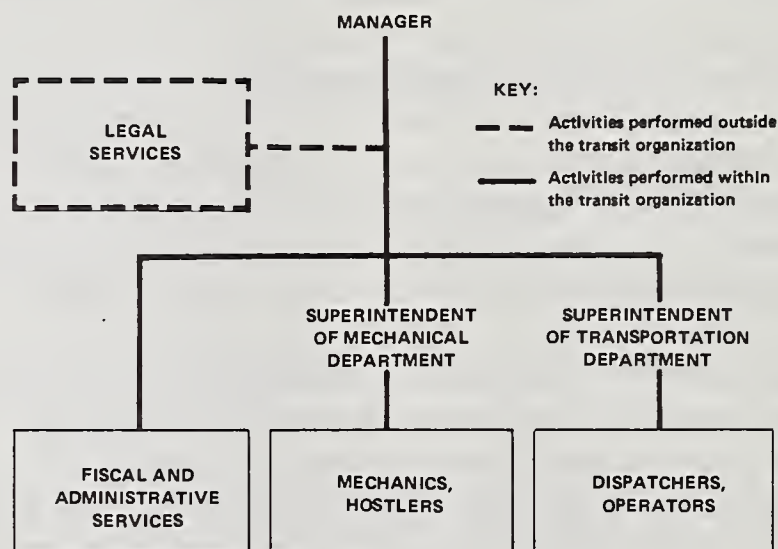 MANAGER
LEGAL
SERVICES
KEY:
Activities performed outside
the transit organization
Activities performed within
the transit organization
SUPERINTENDENT
OF MECHANICAL
DEPARTMENT
SUPERINTENDENT
OF TRANSPORTATION
DEPARTMENT
FISCAL AND
ADMINISTRATIVE
SERVICES
MECHANICS,
HOSTLERS
DISPATCHERS,
OPERATORS